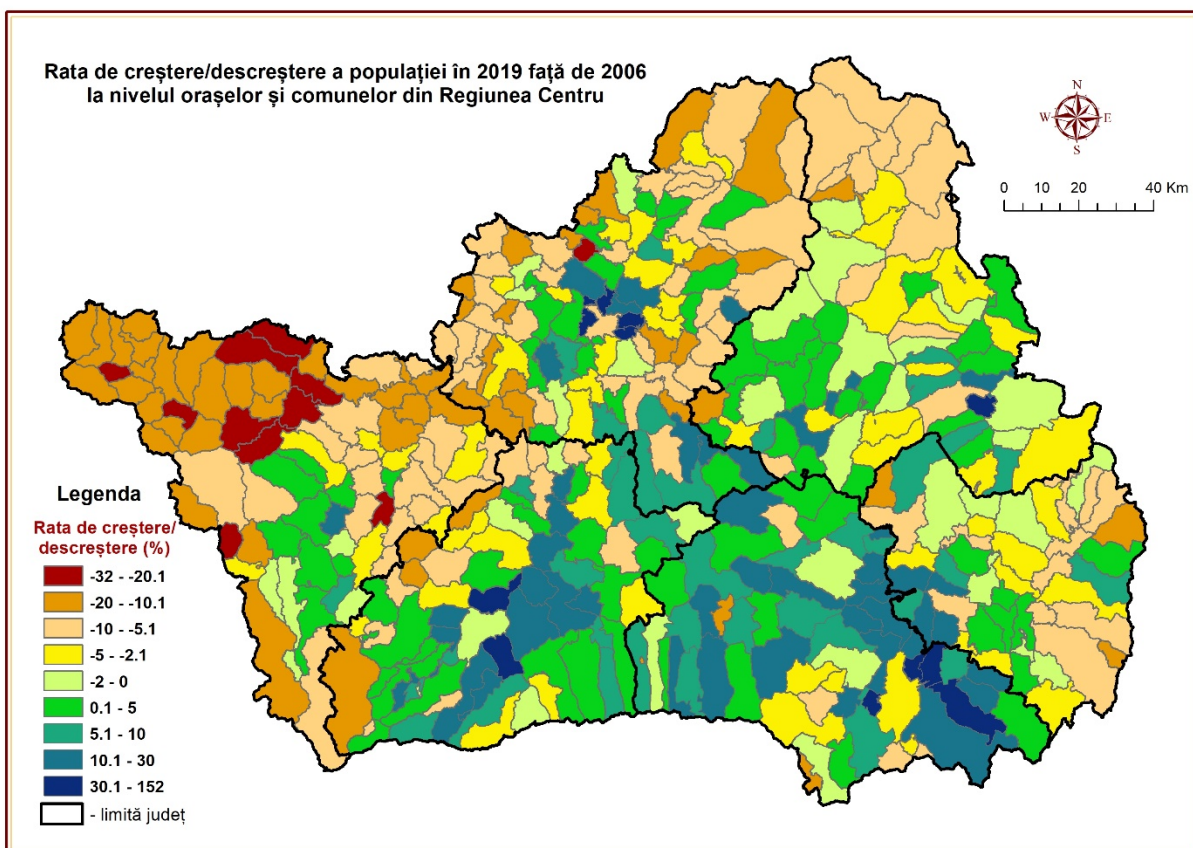 Rata de creștere/descreștere a populației în 2019 față de 2006
la nivelul orașelor și comunelor din Regiunea Centru
N
W E
S
0 10 20 40 Km
Legenda
Rata de creștere/
descreștere (%)
-32 - -20.1
-20 - -10.1
-10 - -5.1
-5 - -2.1
-2 - 0
0.1 - 5
5.1 - 10
10.1 - 30
30.1 - 152
- limită județ